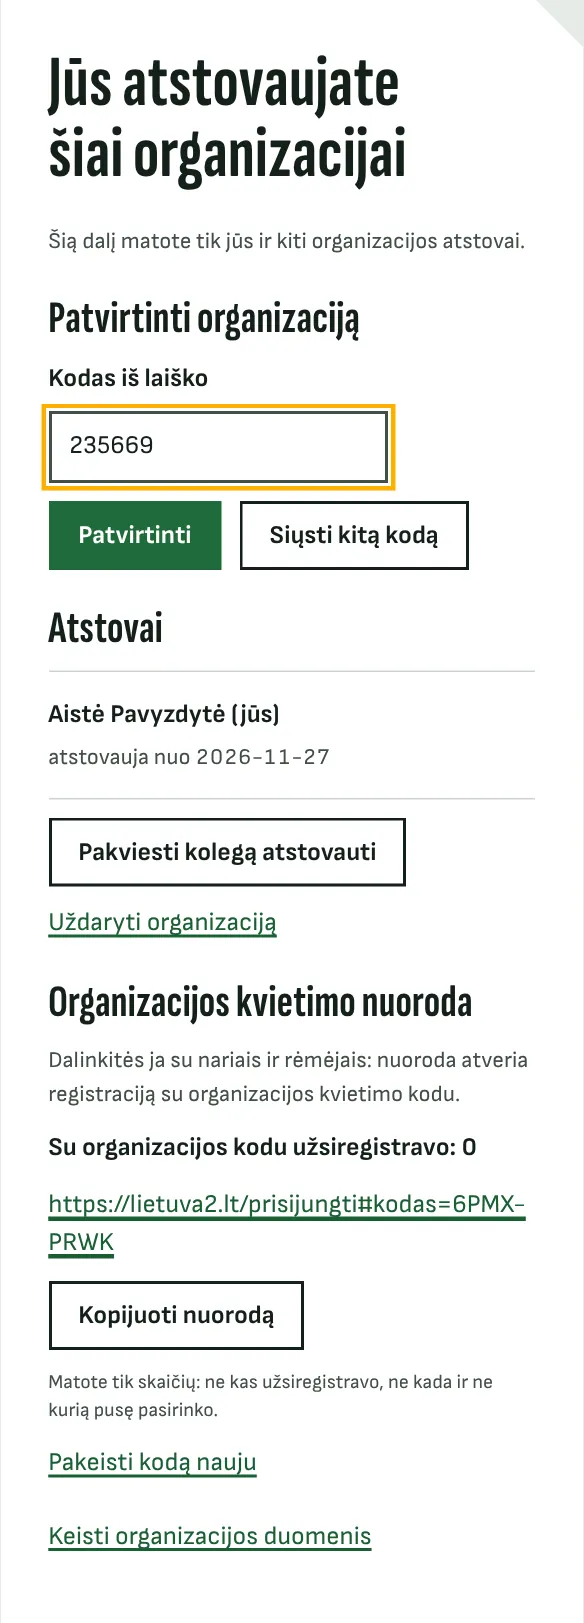 Jūs atstovaujate
šiai organizacijai
Šią dalį matote tik jūs ir kiti organizacijos atstovai.
Patvirtinti organizaciją
Kodas iš laiško
235669
Patvirtinti
Siųsti kitą kodą
Atstovai
Aistė Pavyzdytė (jūs)
atstovauja nuo 2026-11-27
Pakviesti kolegą atstovauti
Uždaryti organizaciją
Organizacijos kvietimo nuoroda
Dalinkitės ja su nariais ir rėmėjais: nuoroda atveria
registraciją su organizacijos kvietimo kodu.
Su organizacijos kodu užsiregistravo: 0
https://lietuva2.lt/prisijungti#kodas=6PMX-
PRWK
Kopijuoti nuorodą
Matote tik skaičių: ne kas užsiregistravo, ne kada ir ne
kurią pusę pasirinko.
Pakeisti kodą nauju
Keisti organizacijos duomenis